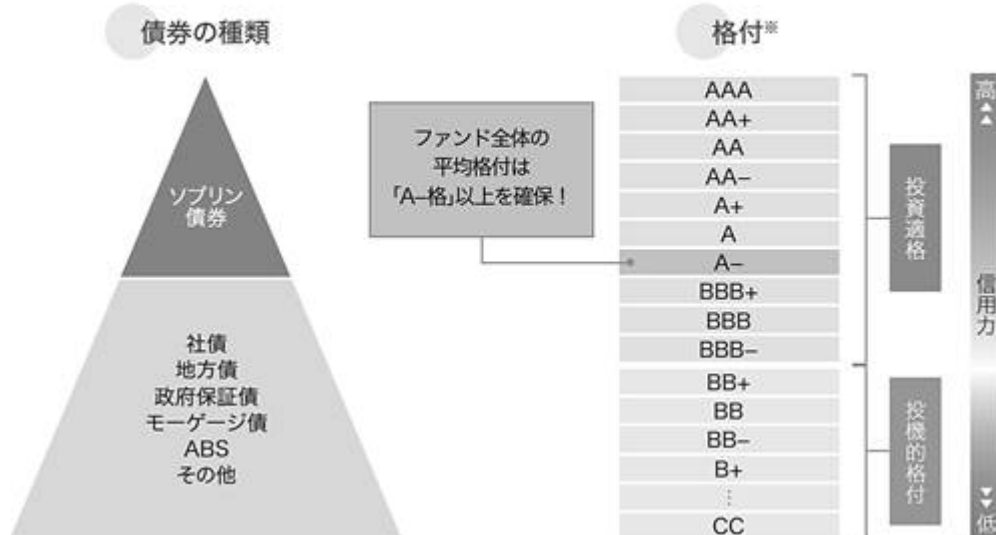 債券の種類
ソブリン
債券
社債
地方債
政府保証債
モーゲージ債
ABS
その他
格付※
ファンド全体の
平均格付は
｢A–格｣以上を確保！
AAA
AA+
AA
AA–
A+
A
A–
BBB+
BBB
BBB–
BB+
BB
BB–
B+
⋮
CC
投資適格
投機的格付
高
信用力
低